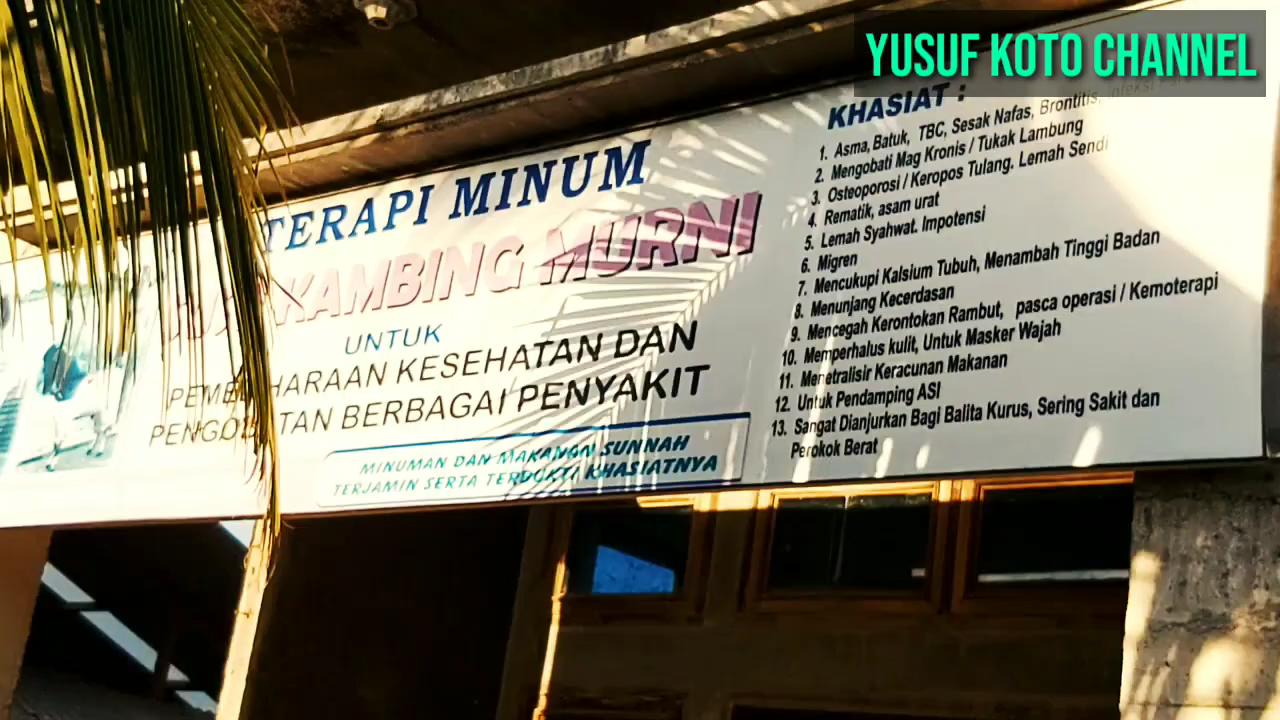 YUSUF KOTO CHANNEL
TERAPI MINUM
KAMBING MURNI
UNTUK
KESEHATAN DAN
BERBAGAI PENYAKIT
MINUMAN DAN MAKANAN SUNNAH
TERJAMIN SERTA TERBUKTI KHASIATNYA
KHASIAT :
1. Asma, Batuk, TBC, Sesak Nafas, Brontitis,
2. Mengobati Mag Kronis / Tukak Lambung
3. Osteoporosi / Keropos Tulang. Lemah Sendi
4. Rematik, asam urat
5. Lemah Syahwat. Impotensi
6. Migren
7. Mencukupi Kalsium Tubuh, Menambah Tinggi Badan
8. Menunjang Kecerdasan
9. Mencegah Kerontokan Rambut, pasca operasi / Kemoterapi
10. Memperhalus kulit, Untuk Masker Wajah
11. Menetralisir Keracunan Makanan
12. Untuk Pendamping ASI
13. Sangat Dianjurkan Bagi Balita Kurus, Sering Sakit dan
Perokok Berat